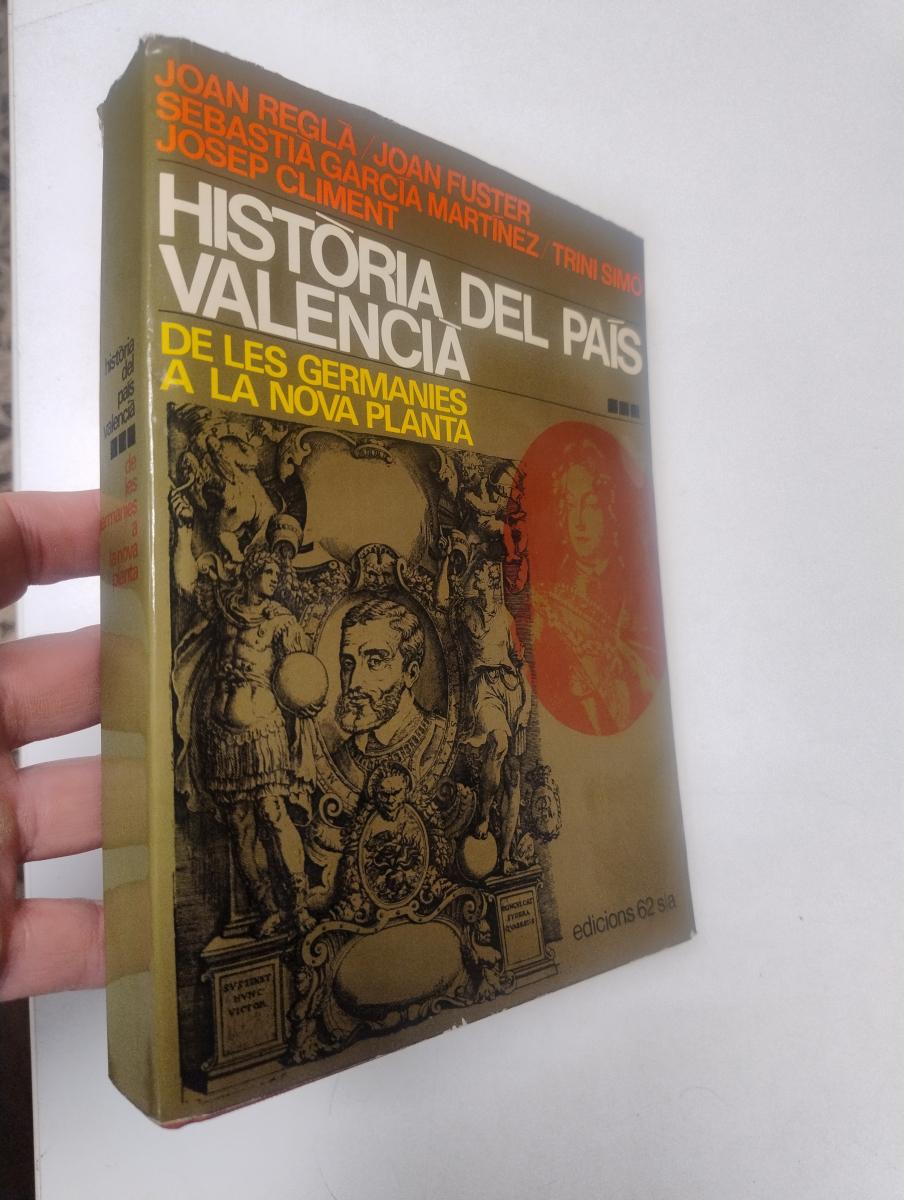 JOAN REGLÀ / JOAN FUSTER
SEBASTIÀ GARCÍA MARTÍNEZ / TRINI SIMÓ
JOSEP CLIMENT
HISTÒRIA DEL PAÍS
VALENCIÀ
DE LES GERMANIES
A LA NOVA PLANTA
edicions 62 s/a
SVSTINET
HVNC
VICTOR
història
del
país
valencià
de
les
germanies
a
la nova
planta